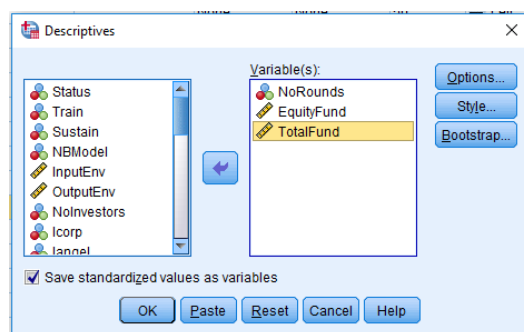 Descriptives
Variable(s):
Status
Train
Sustain
NBModel
InputEnv
OutputEnv
NoInvestors
Icorp
Iangel
NoRounds
EquityFund
TotalFund
Options...
Style...
Bootstrap...
Save standardized values as variables
OK Paste Reset Cancel Help